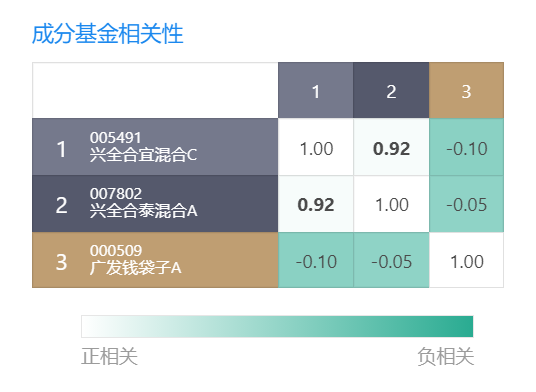 成分基金相关性
1 2 3
1 005491 1.00 0.92 -0.10
兴全合宜混合C
2 007802 0.92 1.00 -0.05
兴全合泰混合A
3 000509 -0.10 -0.05 1.00
广发钱袋子A
正相关 负相关